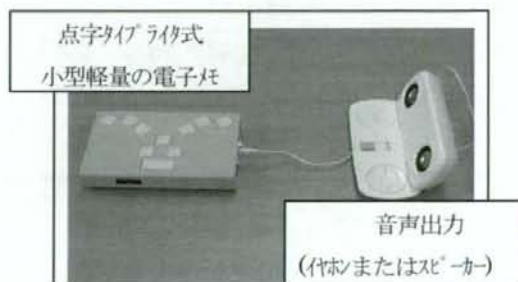 点字ﾀｲﾌﾟﾗｲﾀ式
小型軽量の電子ﾒﾓ
音声出力
(ｲﾔﾎﾝまたはｽﾋﾟｰｶｰ)